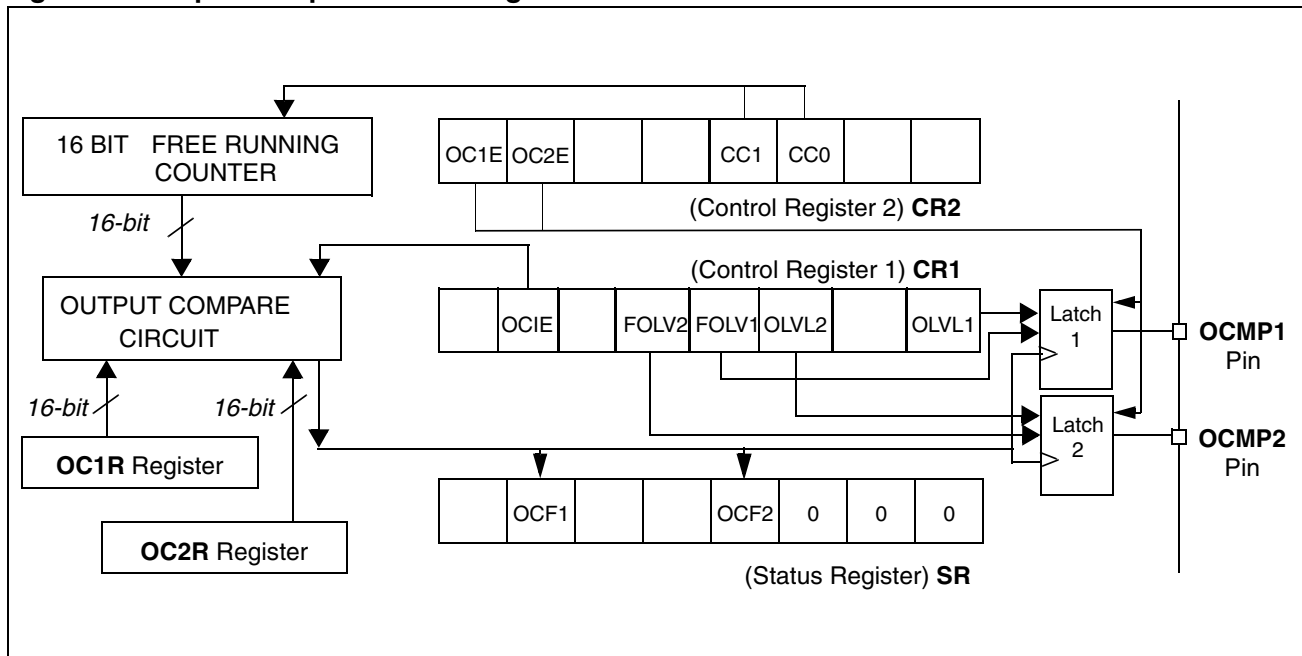 16 BIT FREE RUNNING
COUNTER
16-bit
OC1E OC2E CC1 CC0
(Control Register 2) CR2
(Control Register 1) CR1
OUTPUT COMPARE
CIRCUIT
OCIE FOLV2 FOLV1 OLVL2 OLVL1
Latch
1
OCMP1
Pin
16-bit 16-bit
Latch
2
OCMP2
Pin
OC1R Register
OCF1 OCF2 0 0 0
OC2R Register
(Status Register) SR